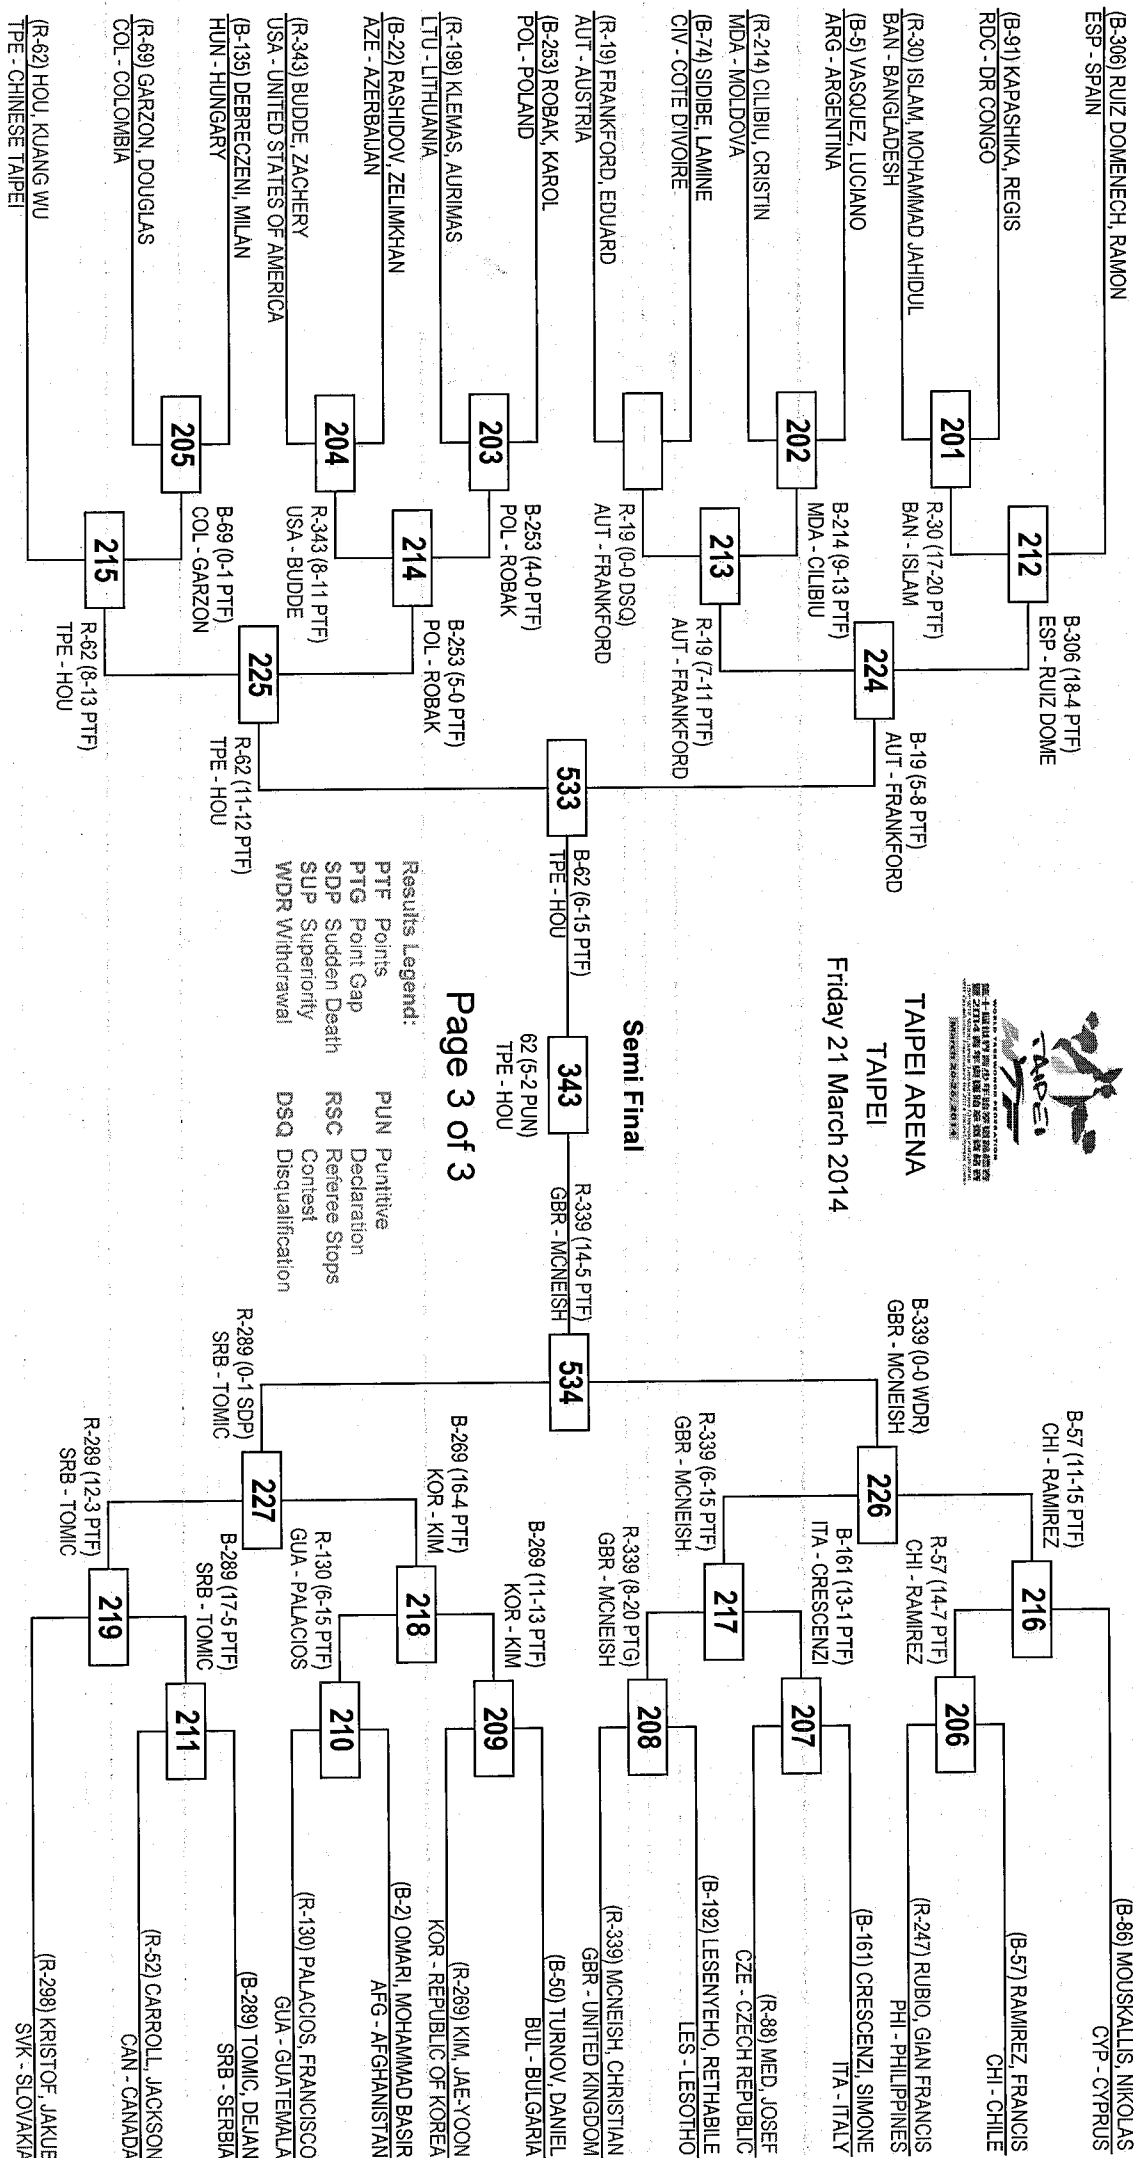 (B-306) RUIZ DOMENECH, RAMON
ESP - SPAIN
(B-91) KAPASHIKA, REGIS
RDC - DR CONGO
(R-30) ISLAM, MOHAMMAD JAHIDUL
BAN - BANGLADESH
(B-5) VASQUEZ, LUCIANO
ARG - ARGENTINA
(R-214) CILIBIU, CRISTIN
MDA - MOLDOVA
(B-74) SIDIBE, LAMINE
CIV - COTE D'IVOIRE
(R-19) FRANKFORD, EDUARD
AUT - AUSTRIA
(B-253) ROBAK, KAROL
POL - POLAND
(R-198) KLEMAS, AURIMAS
LTU - LITHUANIA
(B-22) RASHIDOV, ZELIMKHAN
AZE - AZERBAIJAN
(R-343) BUDDE, ZACHERY
USA - UNITED STATES OF AMERICA
(B-135) DEBRECZENI, MILÁN
HUN - HUNGARY
(R-69) GARZON, DOUGLAS
COL - COLOMBIA
(R-62) HOU, KUANG WU
TPE - CHINESE TAIPEI
201
202
203
204
205
R-30 (17-20 PTF)
BAN - ISLAM
B-214 (9-13 PTF)
MDA - CILIBIU
R-19 (0-0 DSQ)
AUT - FRANKFORD
B-253 (4-0 PTF)
POL - ROBAK
R-343 (8-11 PTF)
USA - BUDDE
B-69 (0-1 PTF)
COL - GARZON
212
213
214
215
B-306 (18-4 PTF)
ESP - RUIZ DOME
R-19 (7-11 PTF)
AUT - FRANKFORD
B-253 (5-0 PTF)
POL - ROBAK
R-62 (8-13 PTF)
TPE - HOU
224
225
B-19 (5-8 PTF)
AUT - FRANKFORD
R-62 (11-12 PTF)
TPE - HOU
533
B-62 (6-15 PTF)
TPE - HOU
WORLD TAEKWONDO FEDERATION
TAIPEI
TAIPEI ARENA
TAIPEI
Friday 21 March 2014
Semi Final
343
62 (5-2 PUN)
TPE - HOU
Page 3 of 3
Results Legend:
PTF Points
PTG Point Gap
SDP Sudden Death
SUP Superiority
WDR Withdrawal
PUN Puntitive
Declaration
RSC Referee Stops
Contest
DSQ Disqualification
R-339 (14-5 PTF)
GBR - MCNEISH
534
B-339 (0-0 WDR)
GBR - MCNEISH
R-289 (0-1 SDP)
SRB - TOMIC
226
227
B-57 (11-15 PTF)
CHI - RAMIREZ
R-339 (6-15 PTF)
GBR - MCNEISH
B-269 (16-4 PTF)
KOR - KIM
R-289 (12-3 PTF)
SRB - TOMIC
216
217
218
219
R-57 (14-7 PTF)
CHI - RAMIREZ
B-161 (13-1 PTF)
ITA - CRESCENZI
R-339 (8-20 PTG)
GBR - MCNEISH
B-269 (11-13 PTF)
KOR - KIM
R-130 (6-15 PTF)
GUA - PALACIOS
B-289 (17-5 PTF)
SRB - TOMIC
206
207
208
209
210
211
(B-86) MOUSKALLIS, NIKOLAS
CYP - CYPRUS
(B-57) RAMIREZ, FRANCIS
CHI - CHILE
(R-247) RUBIO, GYIAN FRANCIS
PHI - PHILIPPINES
(B-161) CRESCENZI, SIMONE
ITA - ITALY
(R-88) MED, JOSEF
CZE - CZECH REPUBLIC
(B-192) LESENYEHO, RETHABILE
LES - LESOTHO
(R-339) MCNEISH, CHRISTIAN
GBR - UNITED KINGDOM
(B-50) TURNOV, DANIEL
BUL - BULGARIA
(R-269) KIM, JAE-YOON
KOR - REPUBLIC OF KOREA
(B-2) OMARI, MOHAMMAD BASIR
AFG - AFGHANISTAN
(R-130) PALACIOS, FRANCISCO
GUA - GUATEMALA
(B-289) TOMIC, DEJAN
SRB - SERBIA
(R-52) CARROLL, JACKSON
CAN - CANADA
(R-298) KRISTOF, JAKUB
SVK - SLOVAKIA